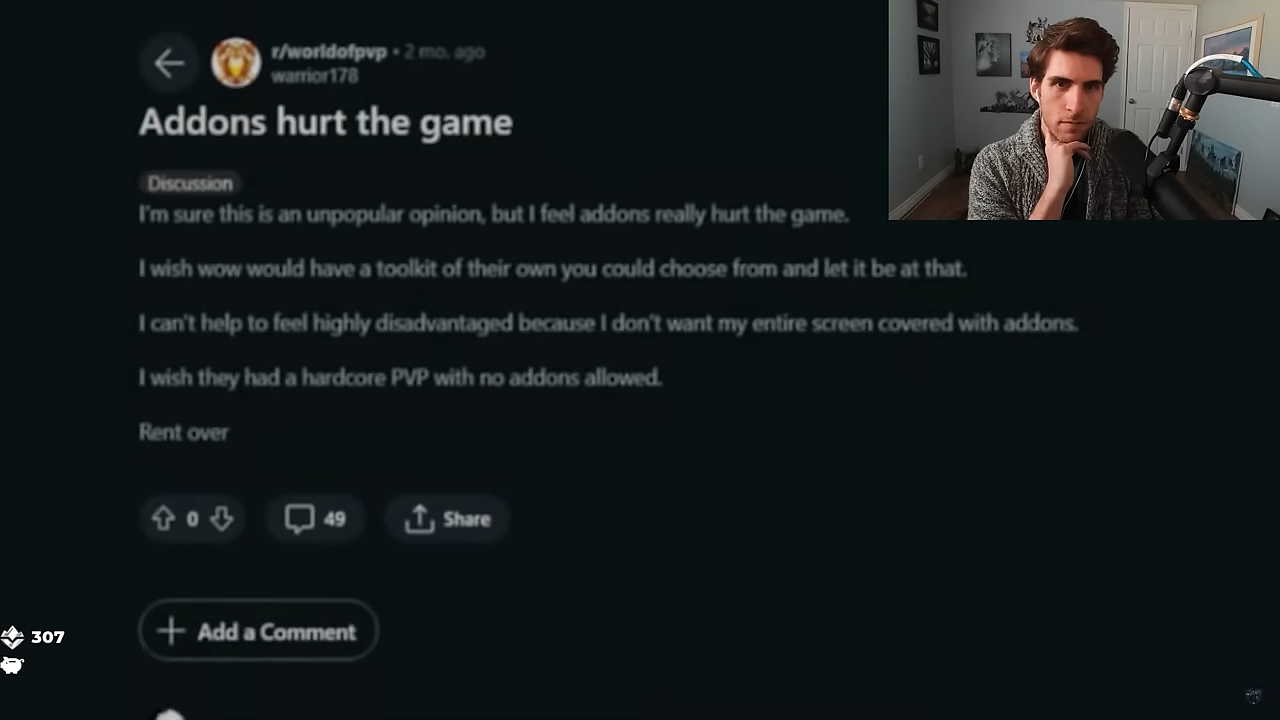 r/worldofpvp • 2 mo. ago
warrior178
Addons hurt the game
Discussion
I'm sure this is an unpopular opinion, but I feel addons really hurt the game.
I wish wow would have a toolkit of their own you could choose from and let it be at that.
I can't help to feel highly disadvantaged because I don't want my entire screen covered with addons.
I wish they had a hardcore PVP with no addons allowed.
Rent over
0 49 Share
Add a Comment
307